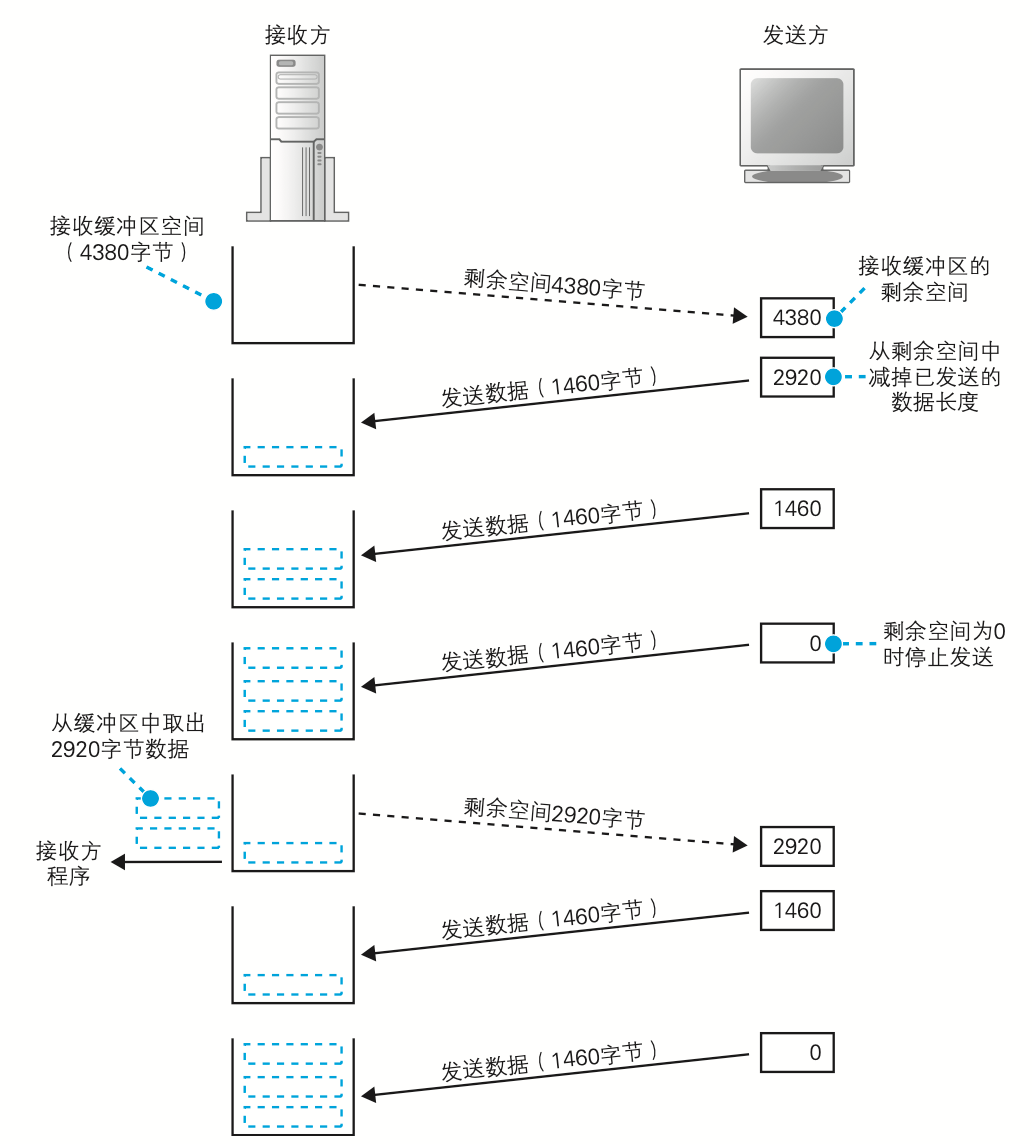 接收方
发送方
接收缓冲区空间
（4380字节）
剩余空间4380字节
接收缓冲区的
剩余空间
4380
从剩余空间中
减掉已发送的
数据长度
2920
发送数据（1460字节）
1460
发送数据（1460字节）
0
剩余空间为0
时停止发送
发送数据（1460字节）
从缓冲区中取出
2920字节数据
接收方
程序
剩余空间2920字节
2920
1460
发送数据（1460字节）
0
发送数据（1460字节）